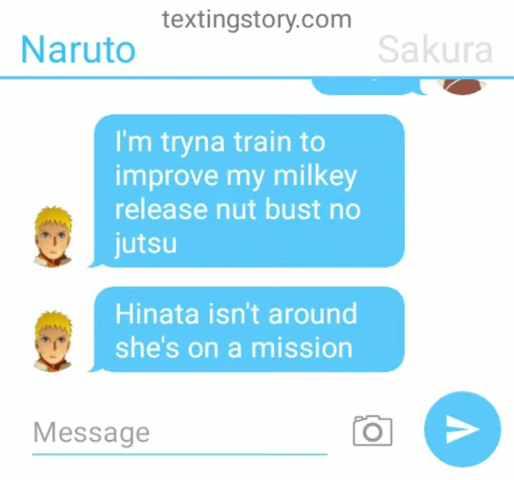 textingstory.com
Naruto
Sakura
I'm tryna train to
improve my milkey
release nut bust no
jutsu
Hinata isn't around
she's on a mission
Message